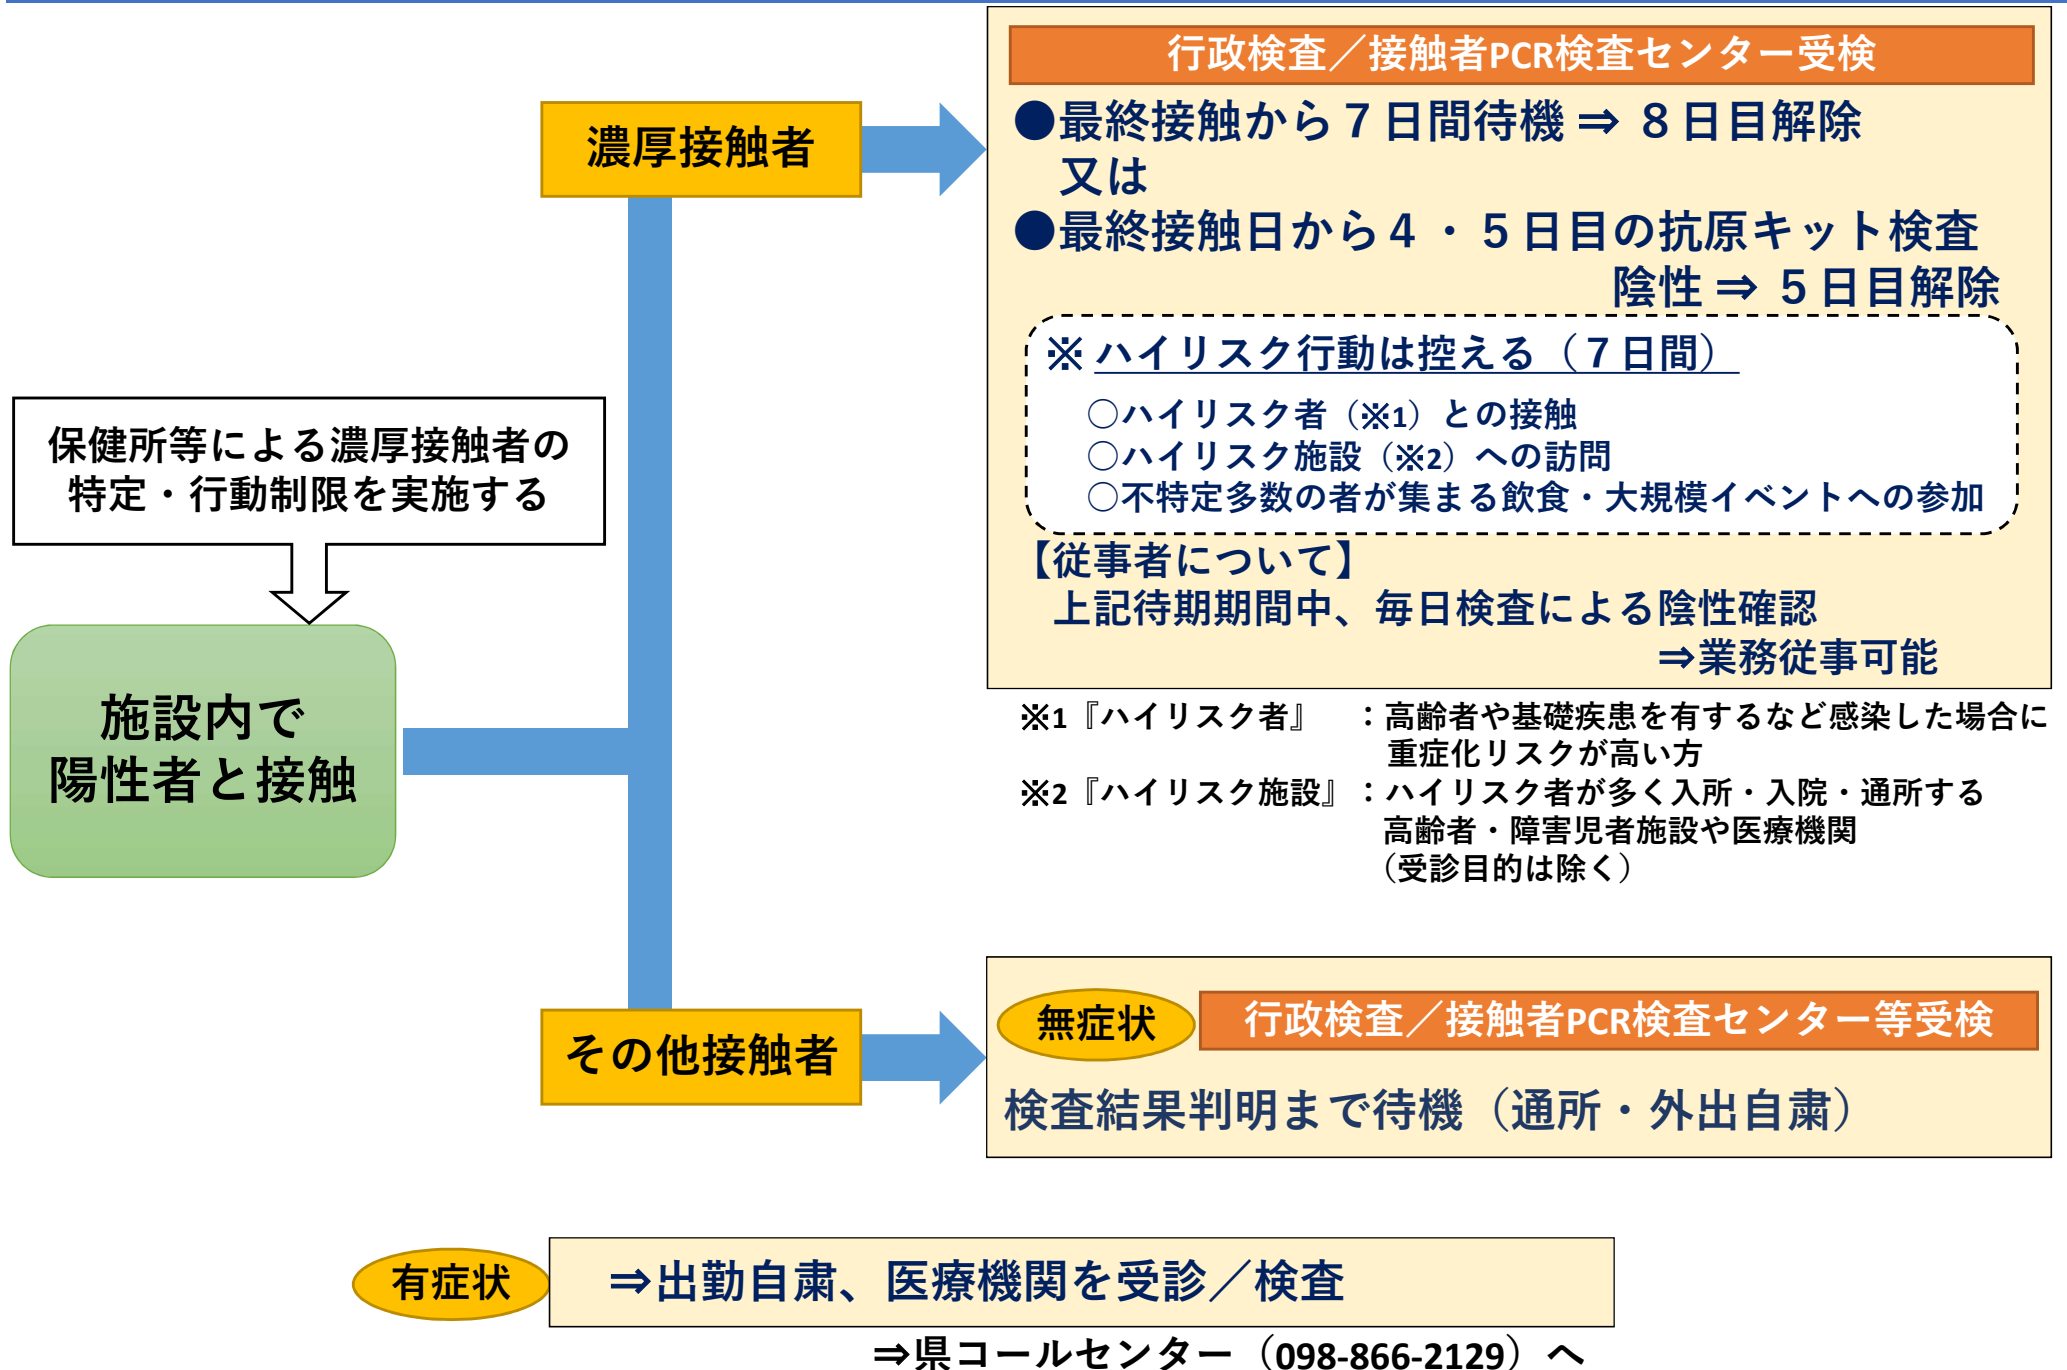 行政検査／接触者PCR検査センター受検
濃厚接触者
●最終接触から７日間待機⇒ ８日目解除
又は
●最終接触日から４・５日目の抗原キット検査
陰性⇒ ５日目解除
※ハイリスク行動は控える（７日間）
○ハイリスク者（※1）との接触
○ハイリスク施設（※2）への訪問
○不特定多数の者が集まる飲食・大規模イベントへの参加
【従事者について】
上記待期期間中、毎日検査による陰性確認
⇒業務従事可能
保健所等による濃厚接触者の
特定・行動制限を実施する
施設内で
陽性者と接触
※1『ハイリスク者』　：高齢者や基礎疾患を有するなど感染した場合に
重症化リスクが高い方
※2『ハイリスク施設』：ハイリスク者が多く入所・入院・通所する
高齢者・障害児者施設や医療機関
（受診目的は除く）
その他接触者
無症状
行政検査／接触者PCR検査センター等受検
検査結果判明まで待機（通所・外出自粛）
有症状
⇒出勤自粛、医療機関を受診／検査
⇒県コールセンター（098-866-2129）へ